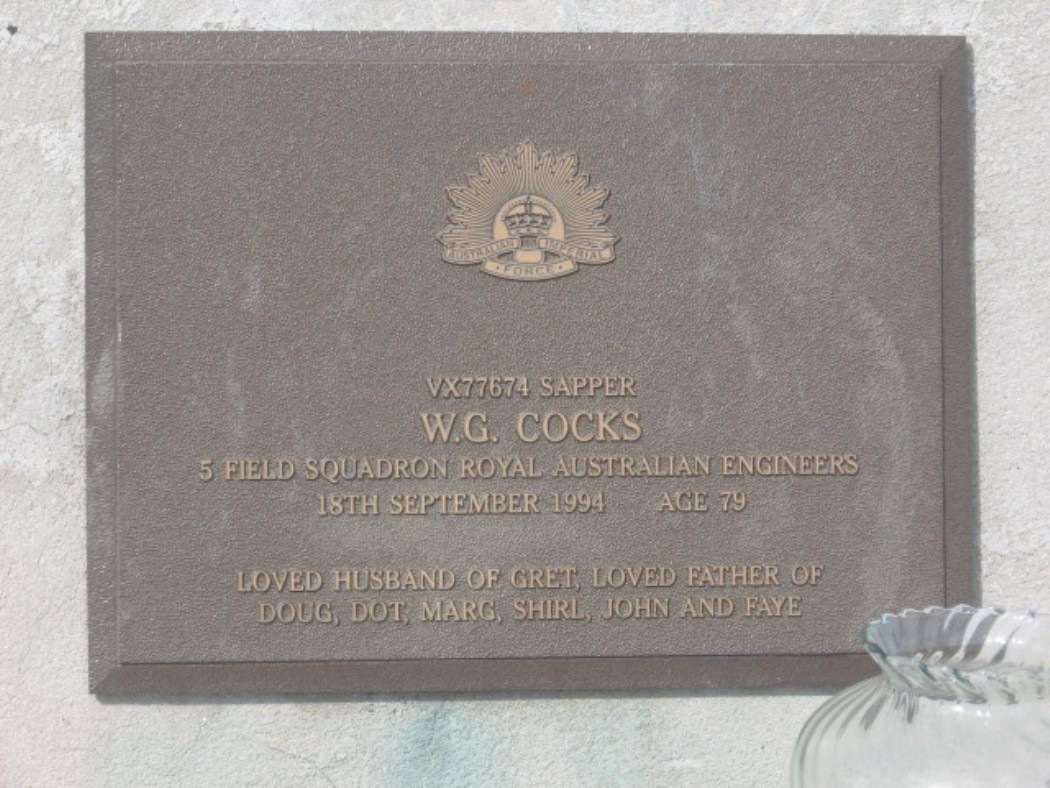 AUSTRALIAN IMPERIAL
FORCE
VX77674 SAPPER
W.G. COCKS
5 FIELD SQUADRON ROYAL AUSTRALIAN ENGINEERS
18TH SEPTEMBER 1994 AGE 79
LOVED HUSBAND OF GRET, LOVED FATHER OF
DOUG, DOT, MARG, SHIRL, JOHN AND FAYE